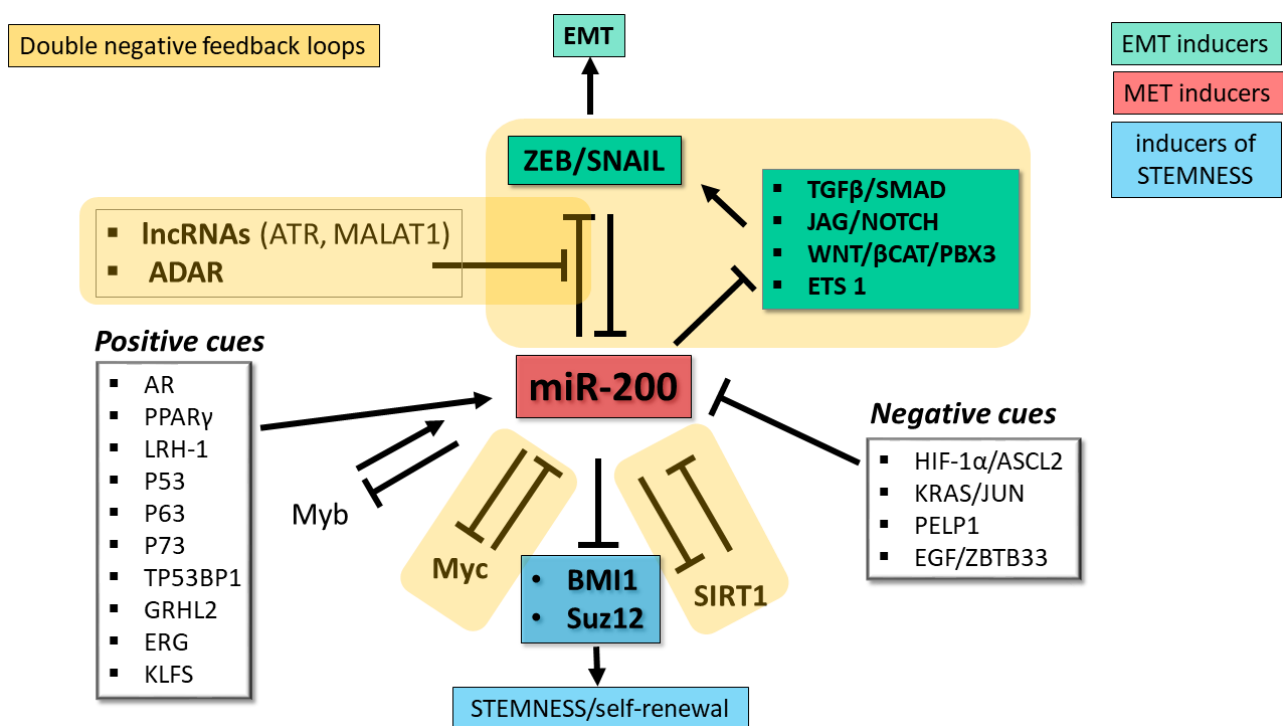 Double negative feedback loops
EMT
EMT inducers
MET inducers
inducers of
STEMNESS
ZEB/SNAIL
▪ TGFβ/SMAD
▪ JAG/NOTCH
▪ WNT/βCAT/PBX3
▪ ETS 1
▪ lncRNAs (ATR, MALAT1)
▪ ADAR
Positive cues
▪ AR
▪ PPARγ
▪ LRH-1
▪ P53
▪ P63
▪ P73
▪ TP53BP1
▪ GRHL2
▪ ERG
▪ KLFS
miR-200
Negative cues
▪ HIF-1α/ASCL2
▪ KRAS/JUN
▪ PELP1
▪ EGF/ZBTB33
Myb
Myc
• BMI1
• Suz12
SIRT1
STEMNESS/self-renewal